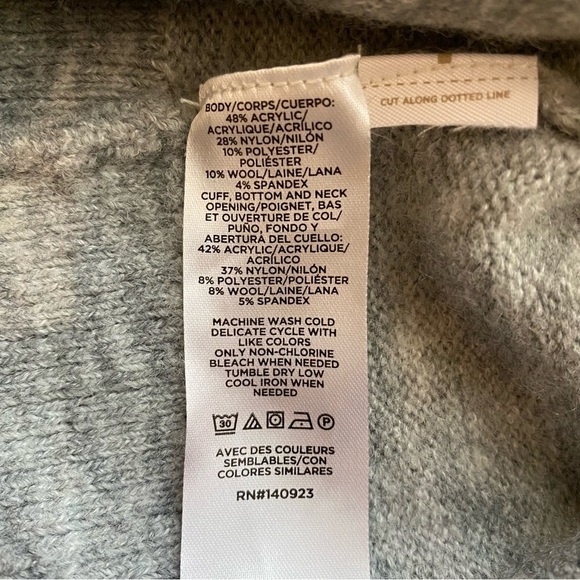 CUT ALONG DOTTED LINE
BODY/CORPS/CUERPO:
48% ACRYLIC/
ACRYLIQUE/ACRÍLICO
28% NYLON/NILÓN
10% POLYESTER/
POLIÉSTER
10% WOOL/LAINE/LANA
4% SPANDEX
CUFF, BOTTOM AND NECK
OPENING/POIGNET, BAS
ET OUVERTURE DE COL/
PUÑO, FONDO Y
ABERTURA DEL CUELLO:
42% ACRYLIC/ACRYLIQUE/
ACRÍLICO
37% NYLON/NILÓN
8% POLYESTER/POLIÉSTER
8% WOOL/LAINE/LANA
5% SPANDEX
MACHINE WASH COLD
DELICATE CYCLE WITH
LIKE COLORS
ONLY NON-CHLORINE
BLEACH WHEN NEEDED
TUMBLE DRY LOW
COOL IRON WHEN
NEEDED
30 P
AVEC DES COULEURS
SEMBLABLES/CON
COLORES SIMILARES
RN#140923